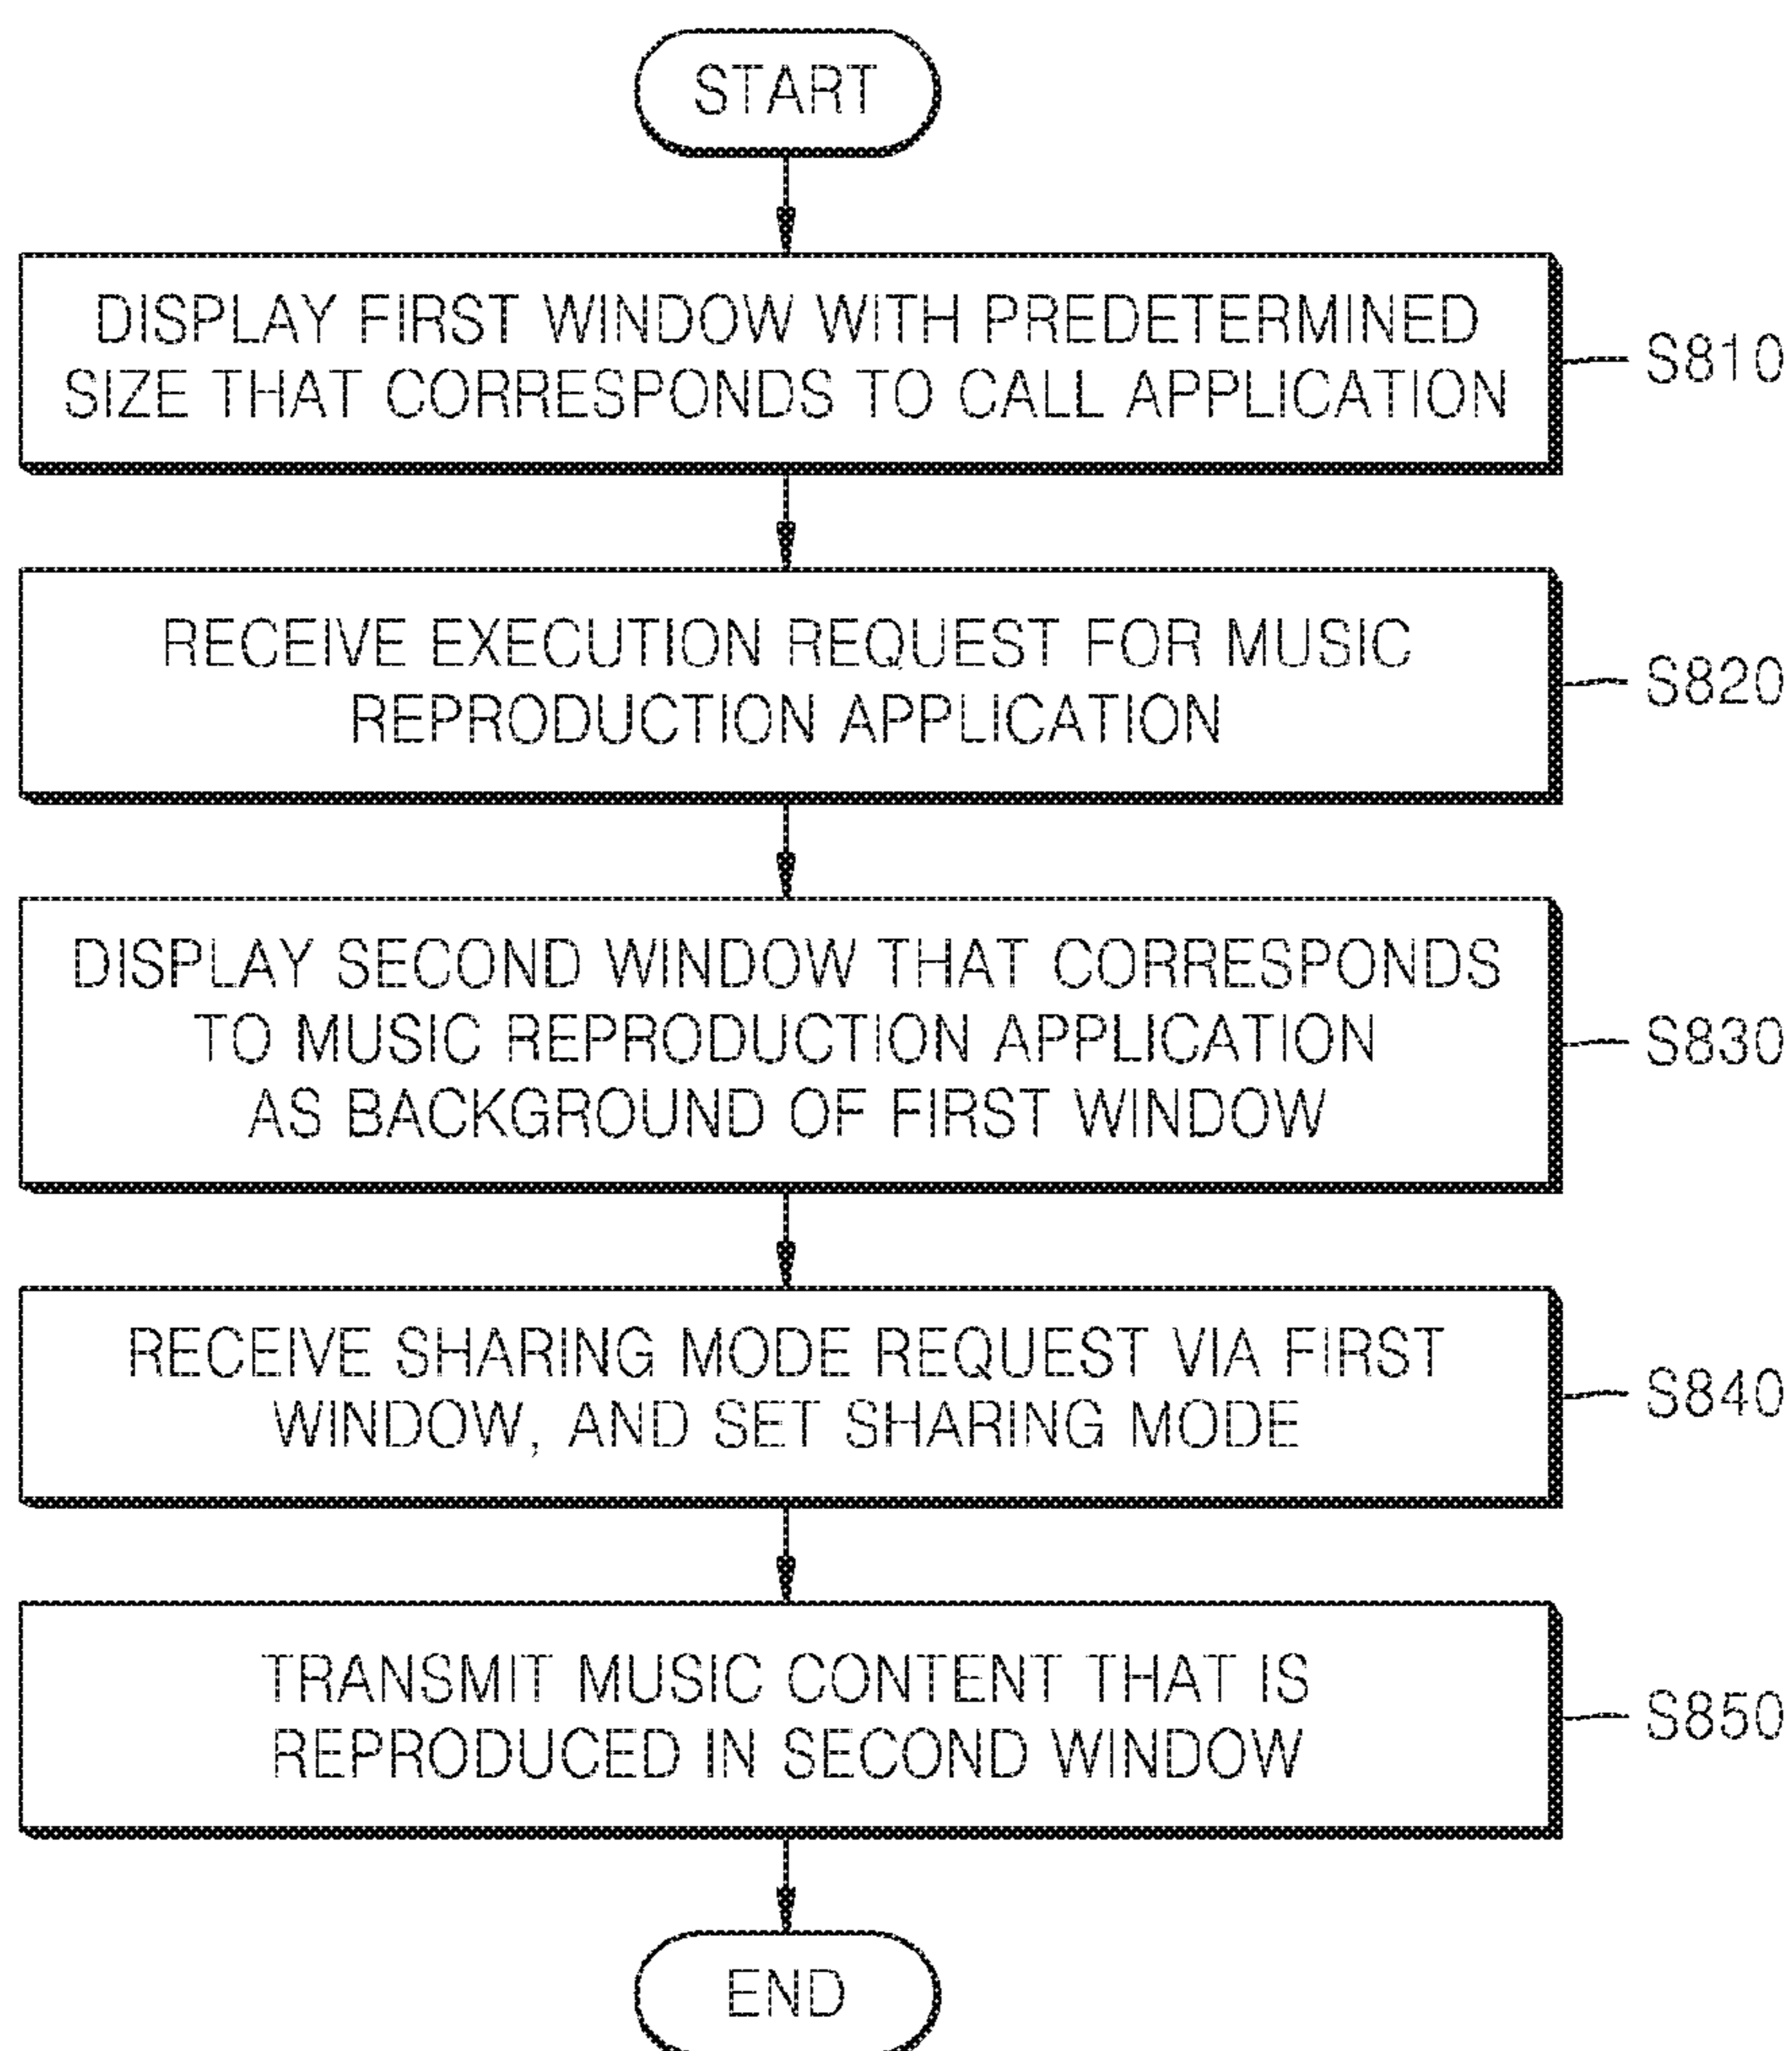 START
DISPLAY FIRST WINDOW WITH PREDETERMINED
SIZE THAT CORRESPONDS TO CALL APPLICATION
S810
RECEIVE EXECUTION REQUEST FOR MUSIC
REPRODUCTION APPLICATION
S820
DISPLAY SECOND WINDOW THAT CORRESPONDS
TO MUSIC REPRODUCTION APPLICATION
AS BACKGROUND OF FIRST WINDOW
S830
RECEIVE SHARING MODE REQUEST VIA FIRST
WINDOW, AND SET SHARING MODE
S840
TRANSMIT MUSIC CONTENT THAT IS
REPRODUCED IN SECOND WINDOW
S850
END